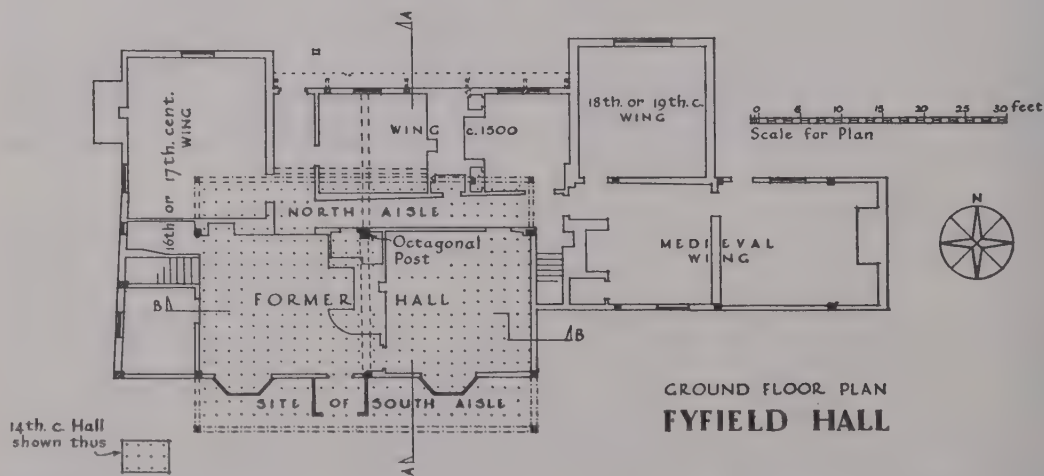 A
16th or 17th. cent.
WING
WING c.1500
18th. or 19th. c.
WING
0 5 10 15 20 25 30 feet
Scale for Plan
N
NORTH AISLE
Octagonal
Post
MEDIEVAL
WING
FORMER HALL
B
B
SITE OF SOUTH AISLE
A
14th. c. Hall
shown thus
GROUND FLOOR PLAN
FYFIELD HALL